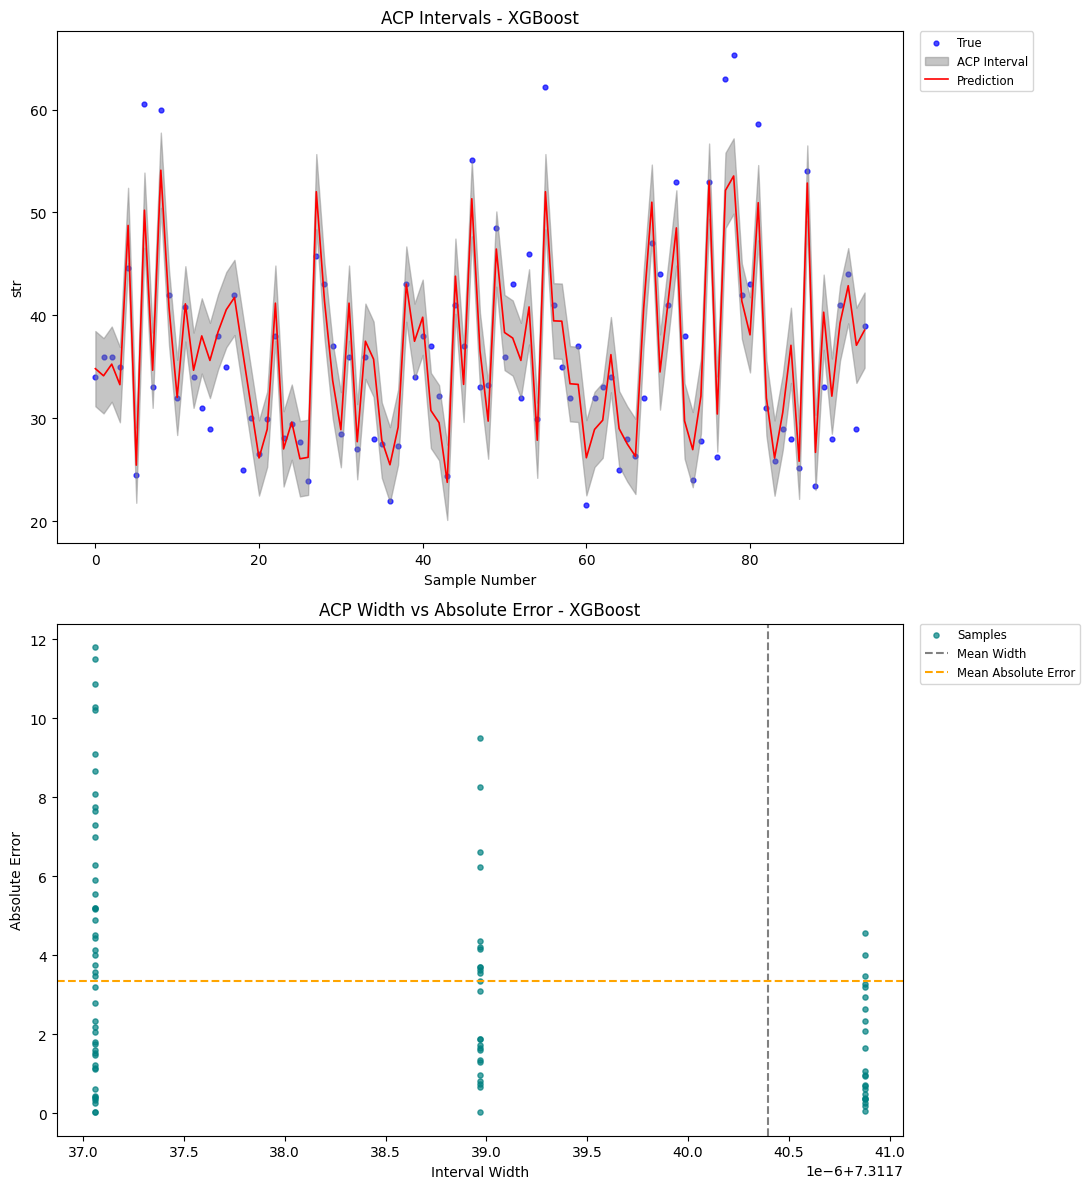 ACP Intervals - XGBoost
True
ACP Interval
Prediction
60
50
40
30
20
str
0 20 40 60 80
Sample Number
ACP Width vs Absolute Error - XGBoost
Samples
Mean Width
Mean Absolute Error
12
10
8
6
4
2
0
Absolute Error
37.0 37.5 38.0 38.5 39.0 39.5 40.0 40.5 41.0
Interval Width
1e−6+7.3117